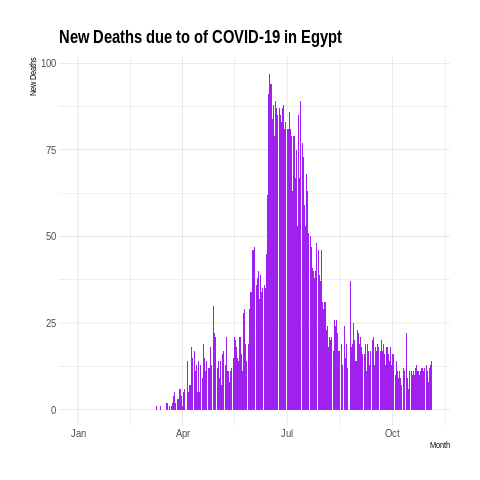 New Deaths due to of COVID-19 in Egypt
New Deaths
100
75
50
25
0
Jan Apr Jul Oct
Month